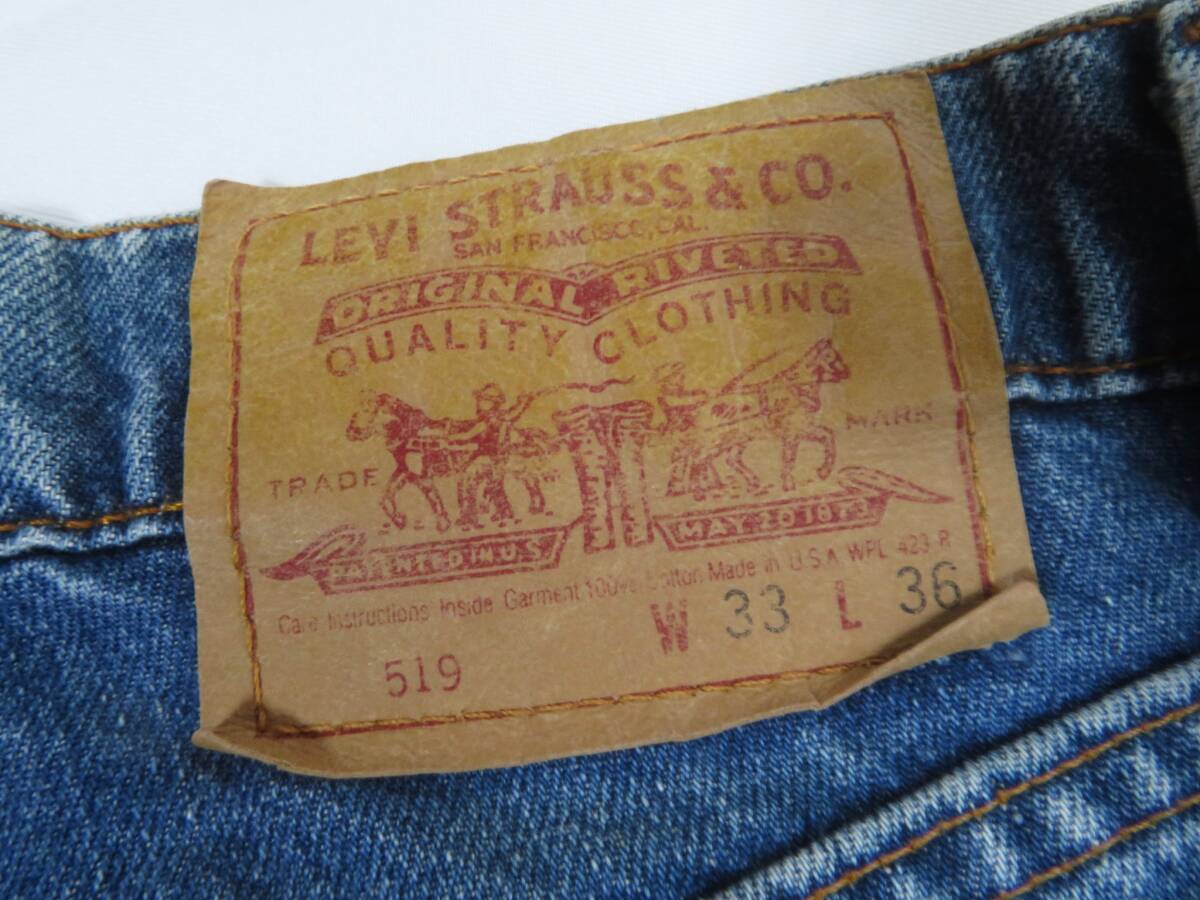 LEVI STRAUSS & CO.
SAN FRANCISCO, CAL.
ORIGINAL RIVETED
QUALITY CLOTHING
TRADE MARK
PATENTED IN U.S. MAY 20 1873
Care Instructions Inside Garment 100% Cotton Made in U.S.A. WPL 423 R
W 33 L 36
519